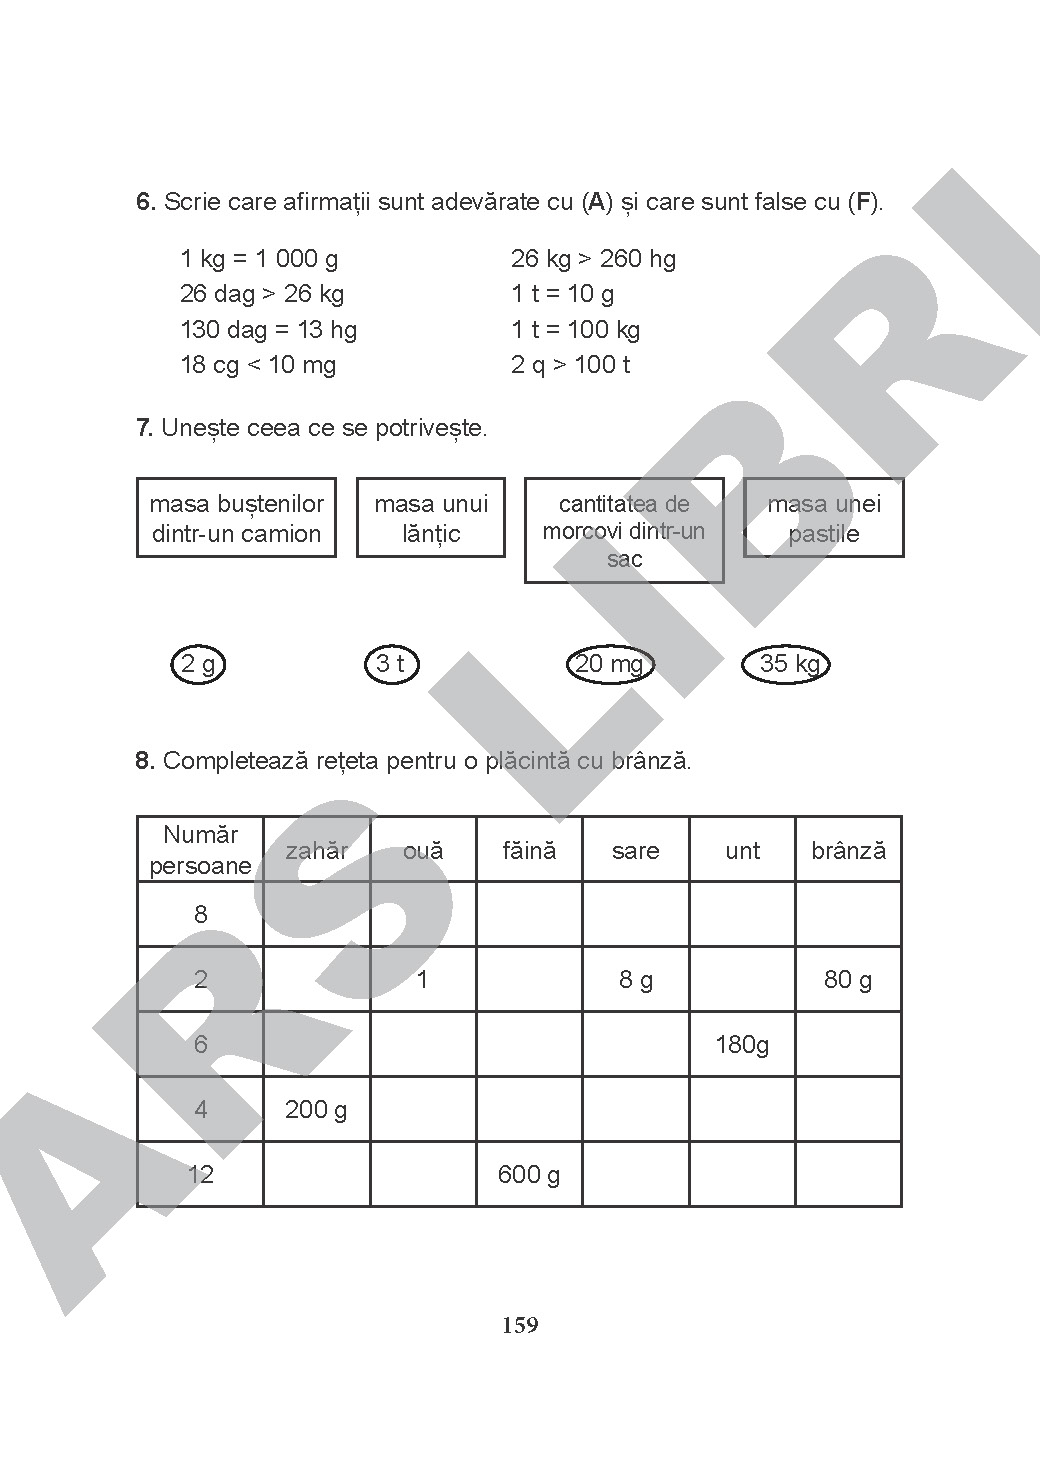 6. Scrie care afirmații sunt adevărate cu (A) și care sunt false cu (F).
1 kg = 1 000 g
26 dag > 26 kg
130 dag = 13 hg
18 cg < 10 mg
26 kg > 260 hg
1 t = 10 g
1 t = 100 kg
2 q > 100 t
7. Unește ceea ce se potrivește.
masa buștenilor
dintr-un camion
masa unui
lănțic
cantitatea de
morcovi dintr-un
sac
masa unei
pastile
2 g
3 t
20 mg
35 kg
8. Completează rețeta pentru o plăcintă cu brânză.
Număr
persoane
zahăr ouă făină sare unt brânză
8
2 1 8 g 80 g
6 180g
4 200 g
12 600 g
159
ARS LIBRI